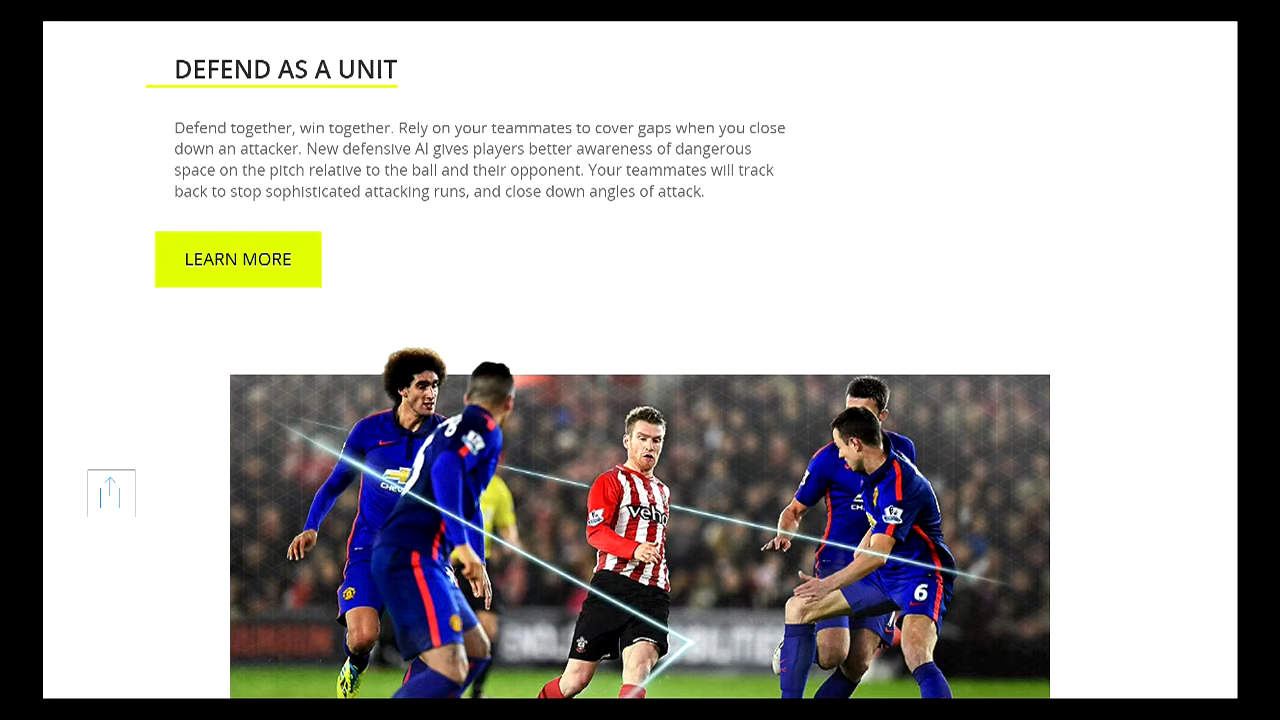 DEFEND AS A UNIT
Defend together, win together. Rely on your teammates to cover gaps when you close
down an attacker. New defensive AI gives players better awareness of dangerous
space on the pitch relative to the ball and their opponent. Your teammates will track
back to stop sophisticated attacking runs, and close down angles of attack.
LEARN MORE
veho
6